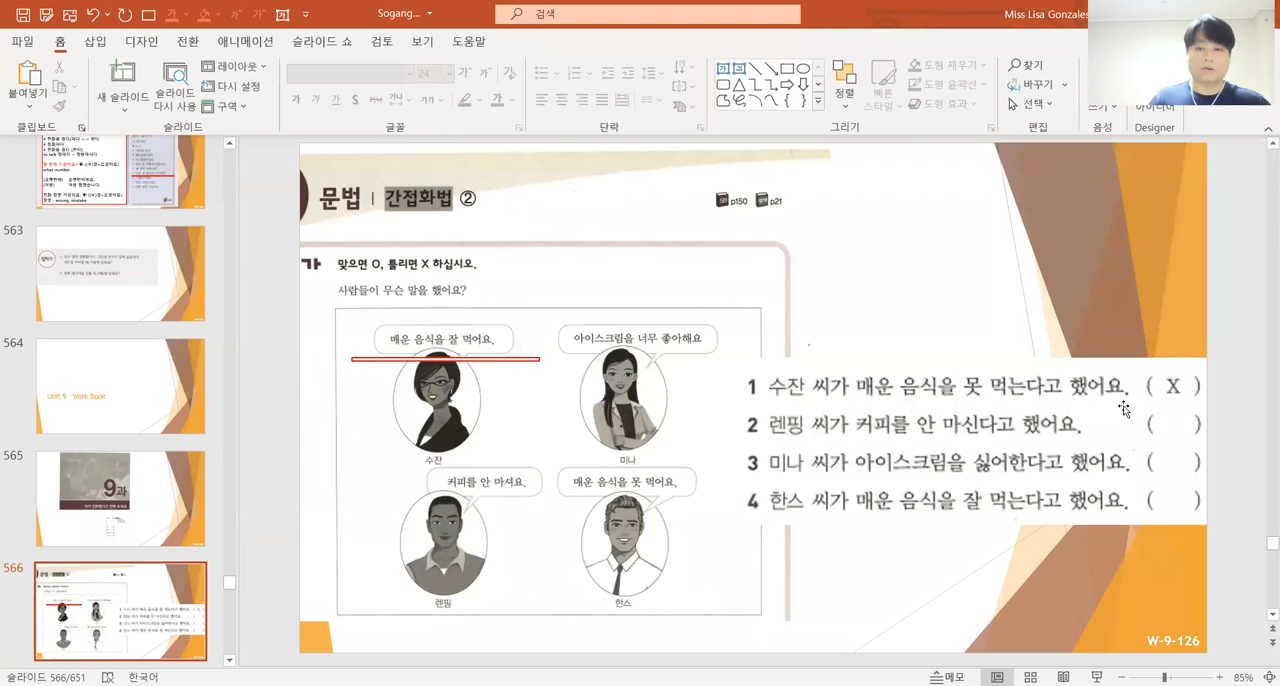 Sogang...
검색
Miss Lisa Gonzales
파일 홈 삽입 디자인 전환 애니메이션 슬라이드 쇼 검토 보기 도움말
붙여넣기
새 슬라이드
슬라이드 다시 사용
레이아웃
다시 설정
구역
24
정렬
빠른 스타일
도형 채우기
도형 윤곽선
도형 효과
찾기
바꾸기
선택
클립보드 슬라이드 글꼴 단락 그리기 편집 음성 Designer
563
564
Unit 9 Work Book
565
9과
566
문법 | 간접화법 ②
p150 p21
가 맞으면 O, 틀리면 X 하십시오.
사람들이 무슨 말을 했어요?
매운 음식을 잘 먹어요.
아이스크림을 너무 좋아해요
수잔
미나
커피를 안 마셔요.
매운 음식을 못 먹어요.
렌핑
한스
1 수잔 씨가 매운 음식을 못 먹는다고 했어요. ( X )
2 렌핑 씨가 커피를 안 마신다고 했어요. ( )
3 미나 씨가 아이스크림을 싫어한다고 했어요. ( )
4 한스 씨가 매운 음식을 잘 먹는다고 했어요. ( )
W-9-126
슬라이드 566/651
한국어
메모
85%